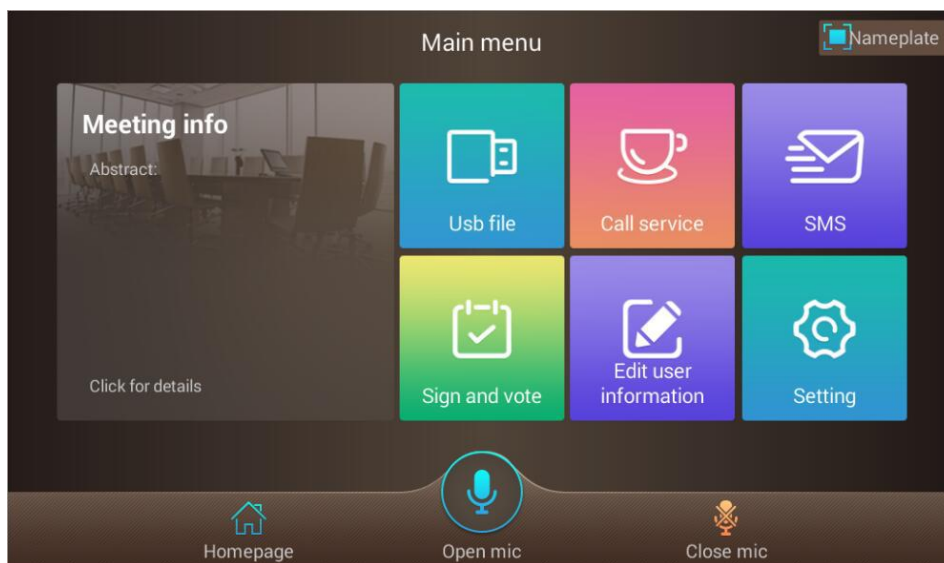 Main menu
Nameplate
Meeting info
Abstract:
Click for details
Usb file
Call service
SMS
Sign and vote
Edit user
information
Setting
Homepage
Open mic
Close mic